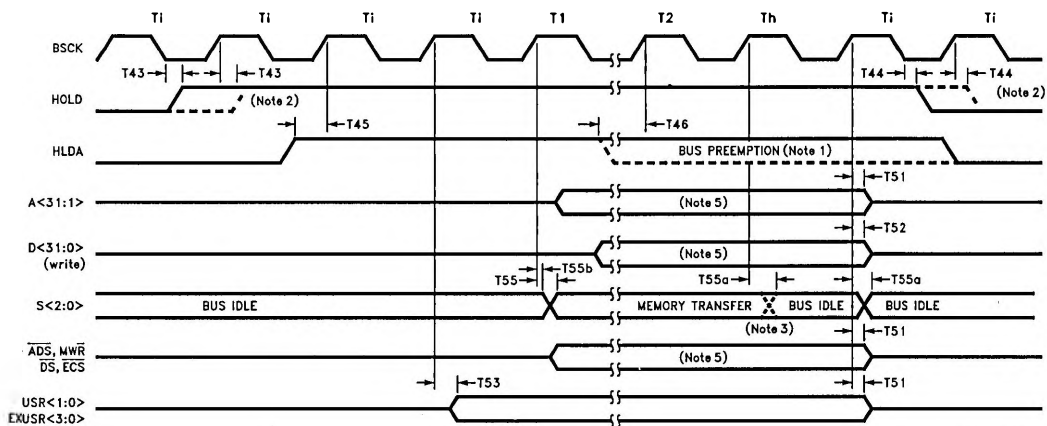 Ti Ti Ti Ti T1 T2 Th Ti Ti
BSCK
T43 T43 T44 T44
HOLD (Note 2) (Note 2)
T45 T46
HLDA BUS PREEMPTION (Note 1)
T51
A<31:1> (Note 5)
T52
D<31:0> (Note 5)
(write)
T55 T55b T55a T55a
S<2:0> BUS IDLE MEMORY TRANSFER BUS IDLE BUS IDLE
(Note 3)
T51
ADS, MWR (Note 5)
DS, ECS
T53 T51
USR<1:0>
EXUSR<3:0>